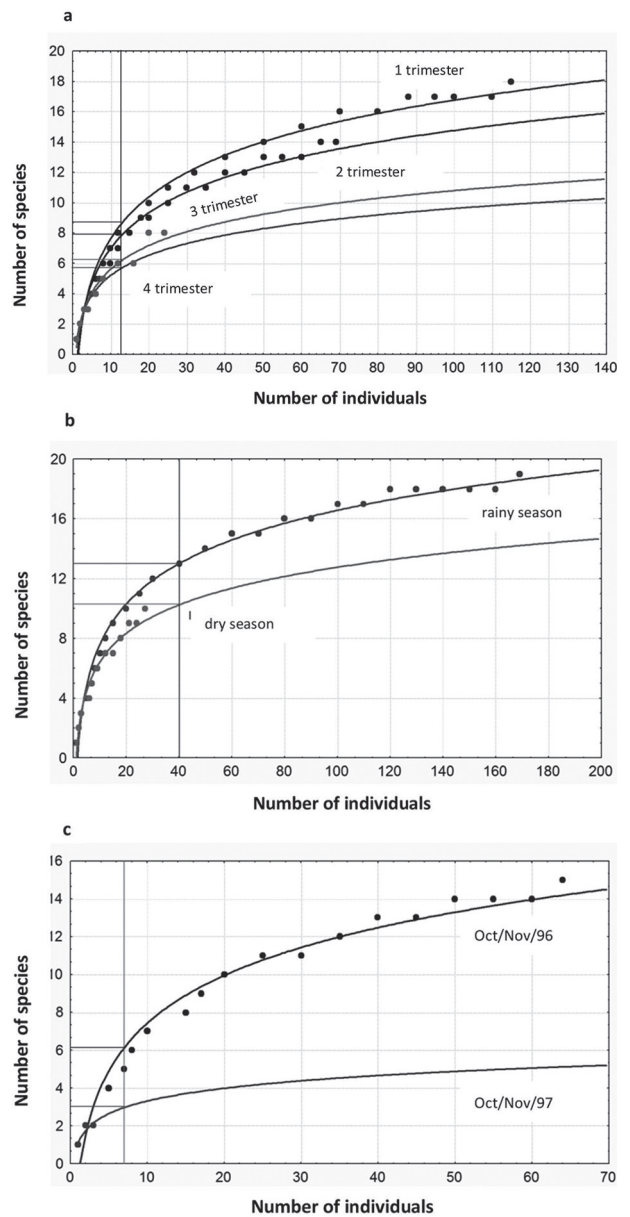 a
20
18
16
14
12
10
8
6
4
2
0
Number of species
1 trimester
2 trimester
3 trimester
4 trimester
0 10 20 30 40 50 60 70 80 90 100 110 120 130 140
Number of individuals
b
20
16
12
8
4
0
Number of species
rainy season
dry season
0 20 40 60 80 100 120 140 160 180 200
Number of individuals
c
16
14
12
10
8
6
4
2
0
Number of species
Oct/Nov/96
Oct/Nov/97
0 10 20 30 40 50 60 70
Number of individuals